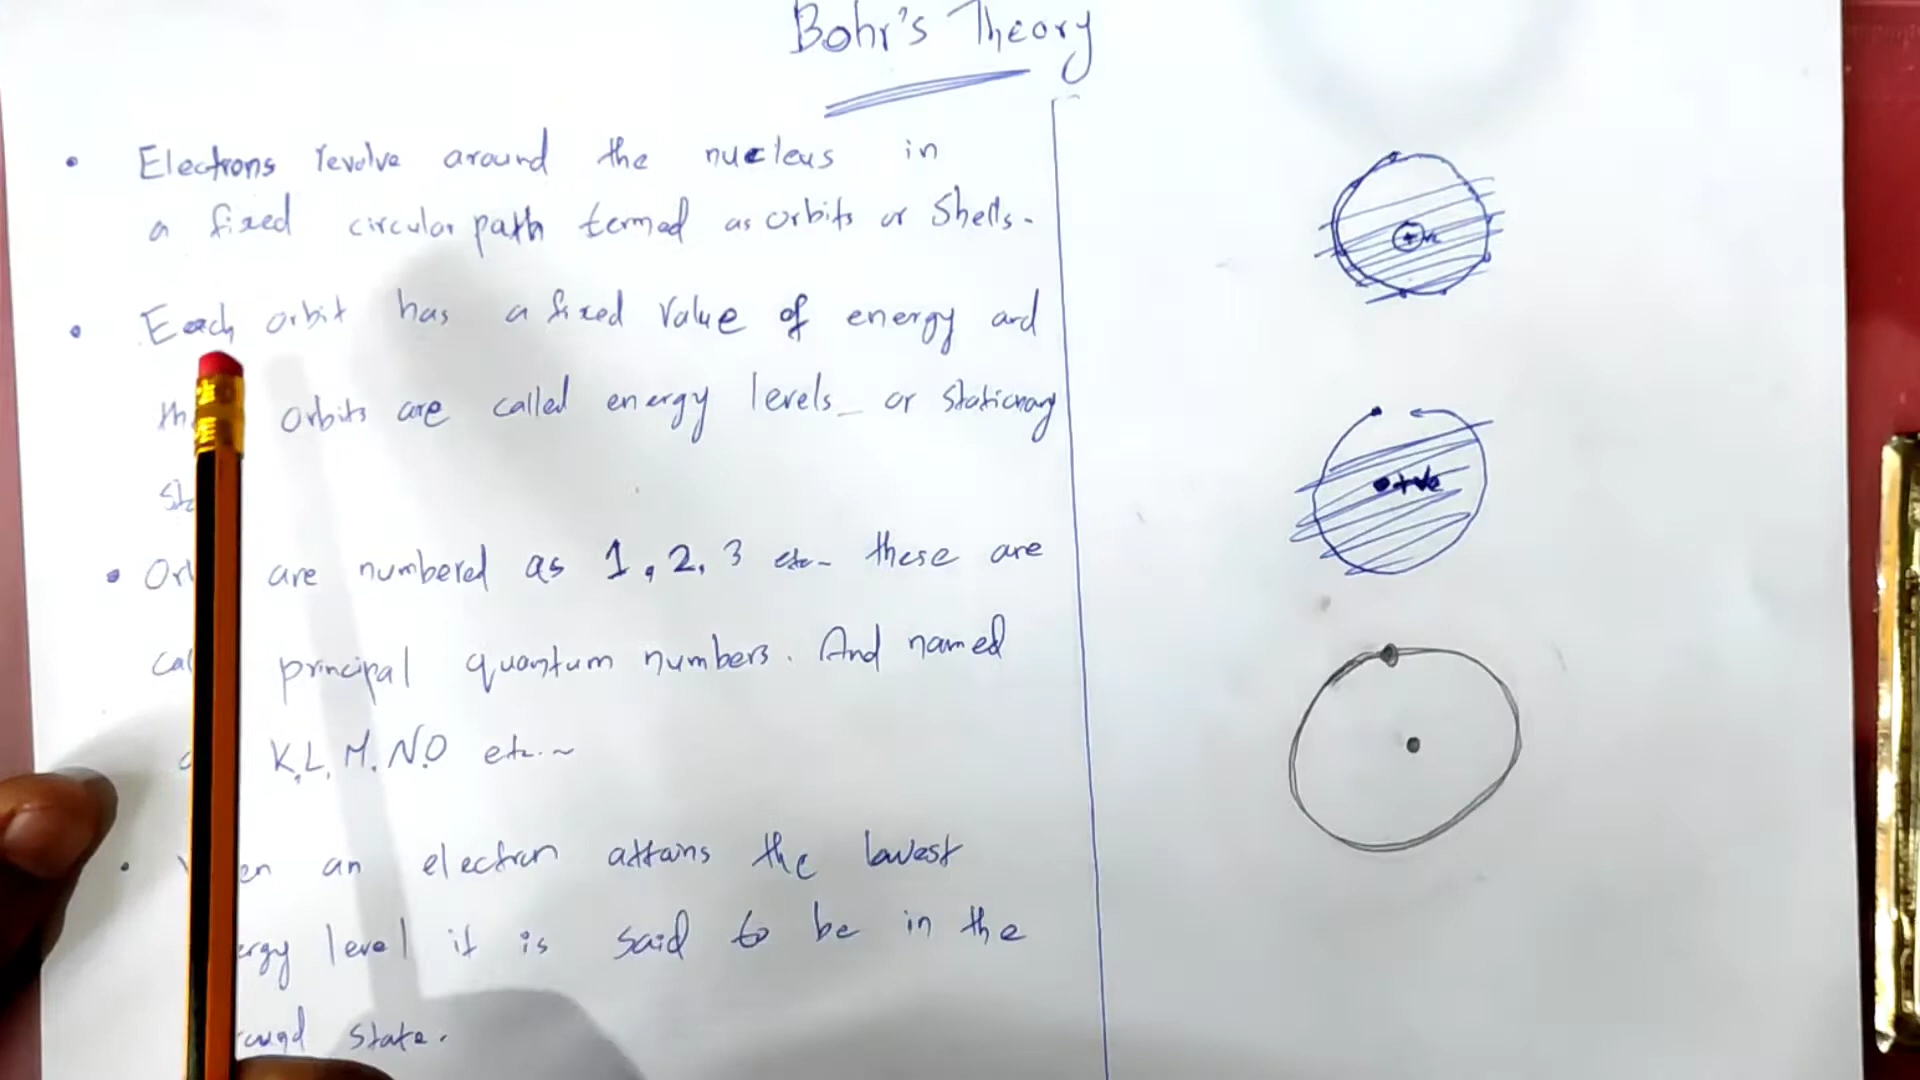 Bohr's Theory
• Electrons revolve around the nucleus in
a fixed circular path termed as orbits or Shells.
• Each orbit has a fixed value of energy and
orbits are called energy levels or stationary
• are numbered as 1, 2, 3 etc. these are
principal quantum numbers. And named
K, L, M, N, O etc.
• an electron attains the lowest
level it is said to be in the
state.
+ve
+ve